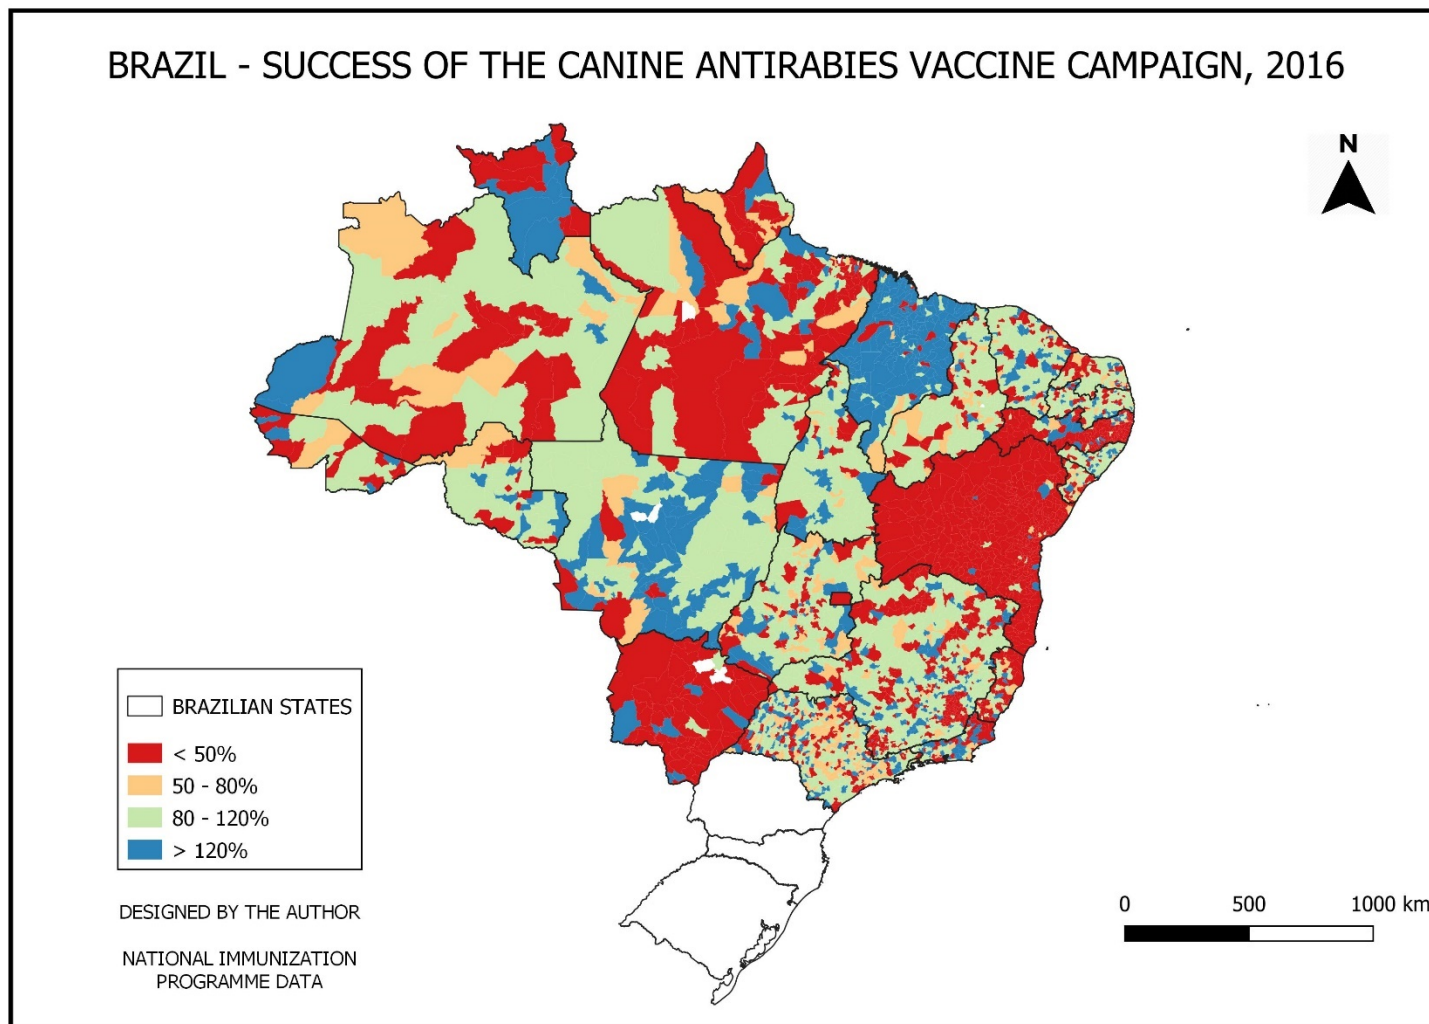 BRAZIL - SUCCESS OF THE CANINE ANTIRABIES VACCINE CAMPAIGN, 2016
N
BRAZILIAN STATES
< 50%
50 - 80%
80 - 120%
> 120%
DESIGNED BY THE AUTHOR
NATIONAL IMMUNIZATION
PROGRAMME DATA
0 500 1000 km